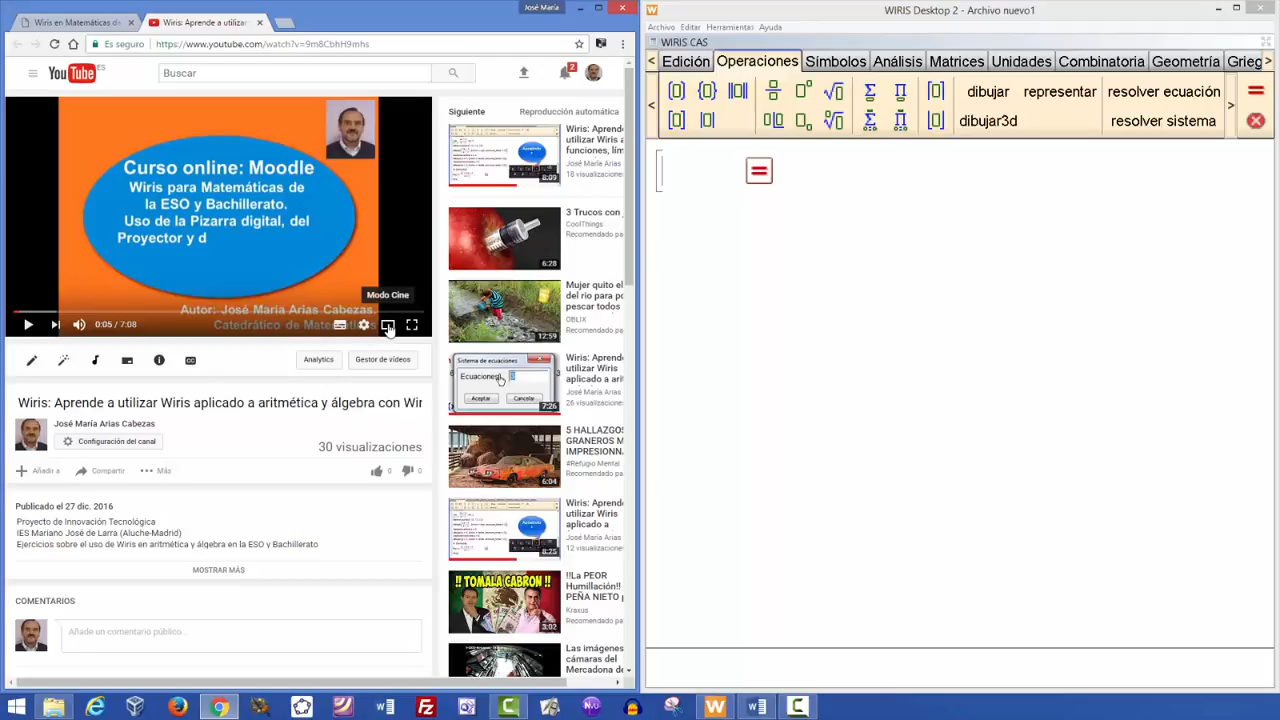 José María
Wiris en Matemáticas de
Wiris: Aprende a utilizar
Es seguro
https://www.youtube.com/watch?v=9m8CbhH9mhs
YouTube ES
Buscar
2
Curso online: Moodle
Wiris para Matemáticas de
la ESO y Bachillerato.
Uso de la Pizarra digital, del
Proyector y d
Modo Cine
Autor: José María Arias Cabezas.
Catedrático de Matemáticas
0:05 / 7:08
Analytics
Gestor de vídeos
Wiris: Aprende a utilizar Wiris aplicado a aritmética y álgebra con Wir
José María Arias Cabezas
Configuración del canal
30 visualizaciones
Añadir a
Compartir
Más
0
0
Publicado el 27 dic. 2016
Proyecto de Innovación Tecnológica
IES Mariano José de Larra (Aluche-Madrid)
Ejercicios sobre el uso de Wiris en aritmética y álgebra en la ESO y Bachillerato
MOSTRAR MÁS
COMENTARIOS
Añade un comentario público...
Siguiente
Reproducción automática
Wiris: Aprende
utilizar Wiris a
funciones, lím
José María Arias
18 visualizaciones
8:09
3 Trucos con
CoolThings
Recomendado pa
6:28
Mujer quito el
del rio para po
pescar todos
OBLIX
Recomendado pa
12:59
Sistema de ecuaciones
Ecuaciones
Aceptar
Cancelar
7:26
Wiris: Aprende
utilizar Wiris
aplicado a arit
José María Arias
26 visualizaciones
5 HALLAZGOS
GRANEROS M
IMPRESIONN
#Refugio Mental
Recomendado pa
6:04
Wiris: Aprende
utilizar Wiris
aplicado a
José María Arias
12 visualizaciones
8:25
!! TOMALA CABRON !!
3:02
!!La PEOR
Humillación!!
PEÑA NIETO p
Kraxus
Recomendado pa
Las imágenes
cámaras del
Mercadona de
WIRIS Desktop 2 - Archivo nuevo1
Archivo Editar Herramientas Ayuda
WIRIS CAS
Edición Operaciones Símbolos Análisis Matrices Unidades Combinatoria Geometría Grieg
dibujar representar resolver ecuación
dibujar3d resolver sistema